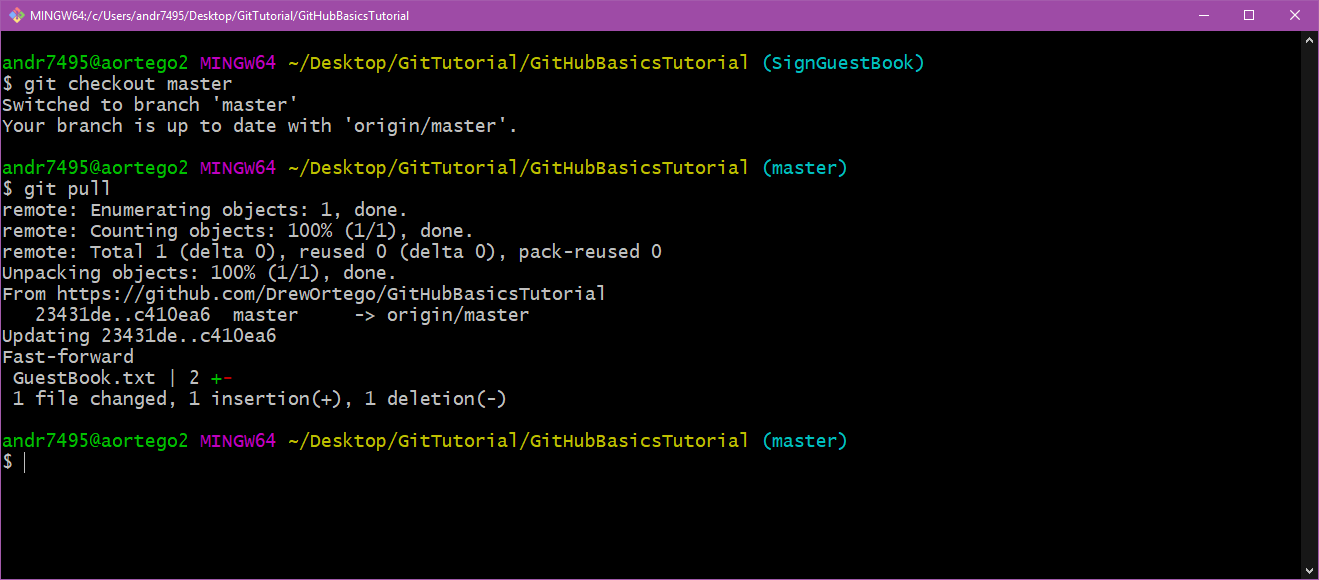 MINGW64:/c/Users/andr7495/Desktop/GitTutorial/GitHubBasicsTutorial
andr7495@aortego2 MINGW64 ~/Desktop/GitTutorial/GitHubBasicsTutorial (SignGuestBook)
$ git checkout master
Switched to branch 'master'
Your branch is up to date with 'origin/master'.
andr7495@aortego2 MINGW64 ~/Desktop/GitTutorial/GitHubBasicsTutorial (master)
$ git pull
remote: Enumerating objects: 1, done.
remote: Counting objects: 100% (1/1), done.
remote: Total 1 (delta 0), reused 0 (delta 0), pack-reused 0
Unpacking objects: 100% (1/1), done.
From https://github.com/DrewOrtego/GitHubBasicsTutorial
   23431de..c410ea6  master     -> origin/master
Updating 23431de..c410ea6
Fast-forward
 GuestBook.txt | 2 +-
 1 file changed, 1 insertion(+), 1 deletion(-)
andr7495@aortego2 MINGW64 ~/Desktop/GitTutorial/GitHubBasicsTutorial (master)
$